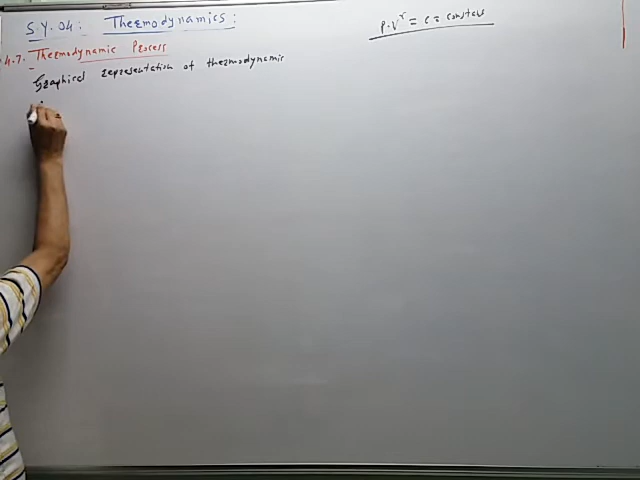 S.Y. 04: Thermodynamics:
P.V^r = c = constant
4.7. Thermodynamic Process
Graphical representation of thermodynamic